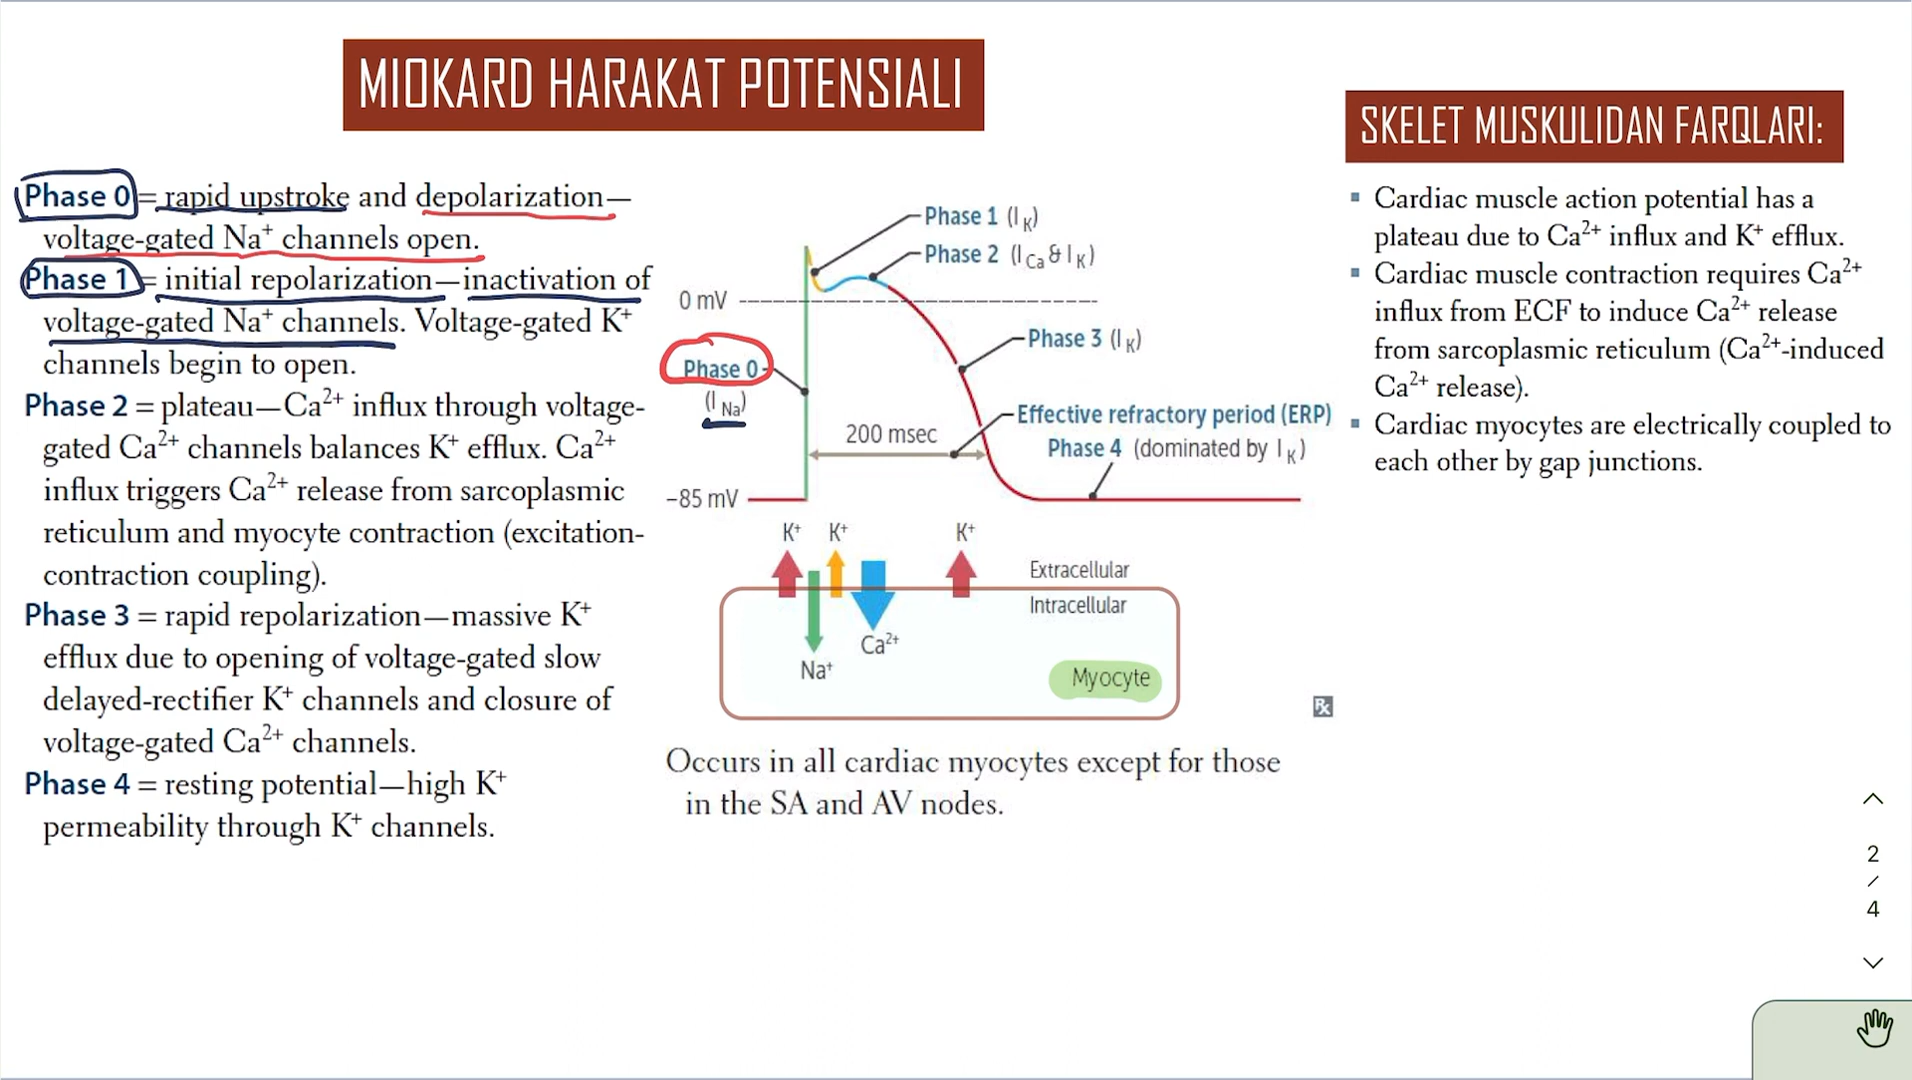 MIOKARD HARAKAT POTENSIALI
Phase 0 = rapid upstroke and depolarization—
voltage-gated Na⁺ channels open.
Phase 1 = initial repolarization—inactivation of
voltage-gated Na⁺ channels. Voltage-gated K⁺
channels begin to open.
Phase 2 = plateau—Ca²⁺ influx through voltage-
gated Ca²⁺ channels balances K⁺ efflux. Ca²⁺
influx triggers Ca²⁺ release from sarcoplasmic
reticulum and myocyte contraction (excitation-
contraction coupling).
Phase 3 = rapid repolarization—massive K⁺
efflux due to opening of voltage-gated slow
delayed-rectifier K⁺ channels and closure of
voltage-gated Ca²⁺ channels.
Phase 4 = resting potential—high K⁺
permeability through K⁺ channels.
Phase 1 (I K)
Phase 2 (I Ca & I K)
0 mV
Phase 3 (I K)
Phase 0
(I Na)
Effective refractory period (ERP)
200 msec
Phase 4 (dominated by I K)
−85 mV
K⁺ K⁺ K⁺
Extracellular
Intracellular
Ca²⁺
Na⁺
Myocyte
Rx
Occurs in all cardiac myocytes except for those
in the SA and AV nodes.
SKELET MUSKULIDAN FARQLARI:
▪ Cardiac muscle action potential has a
plateau due to Ca²⁺ influx and K⁺ efflux.
▪ Cardiac muscle contraction requires Ca²⁺
influx from ECF to induce Ca²⁺ release
from sarcoplasmic reticulum (Ca²⁺-induced
Ca²⁺ release).
▪ Cardiac myocytes are electrically coupled to
each other by gap junctions.
2
/
4